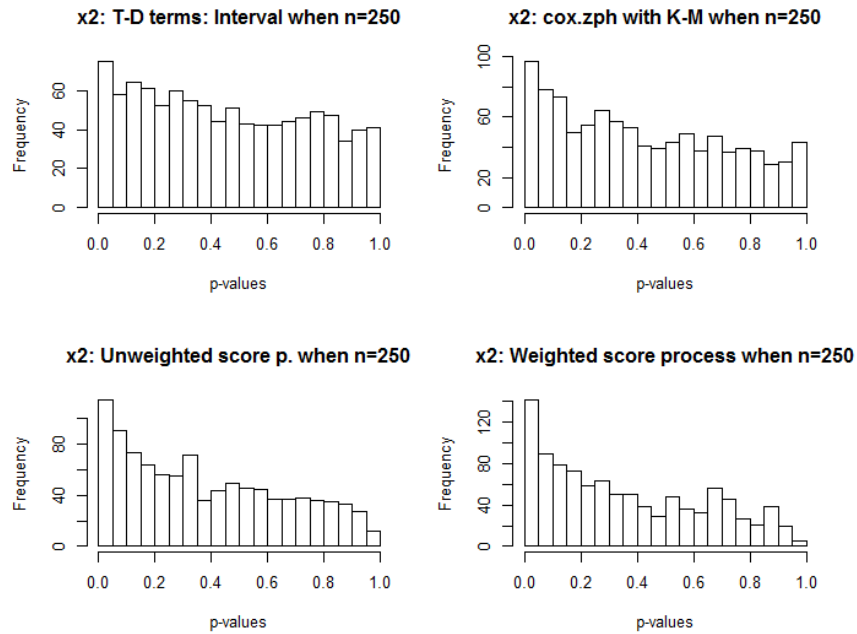 x2: T-D terms: Interval when n=250
Frequency
0 20 40 60
0.0 0.2 0.4 0.6 0.8 1.0
p-values
x2: cox.zph with K-M when n=250
Frequency
0 20 60 100
0.0 0.2 0.4 0.6 0.8 1.0
p-values
x2: Unweighted score p. when n=250
Frequency
0 40 80
0.0 0.2 0.4 0.6 0.8 1.0
p-values
x2: Weighted score process when n=250
Frequency
0 40 80 120
0.0 0.2 0.4 0.6 0.8 1.0
p-values